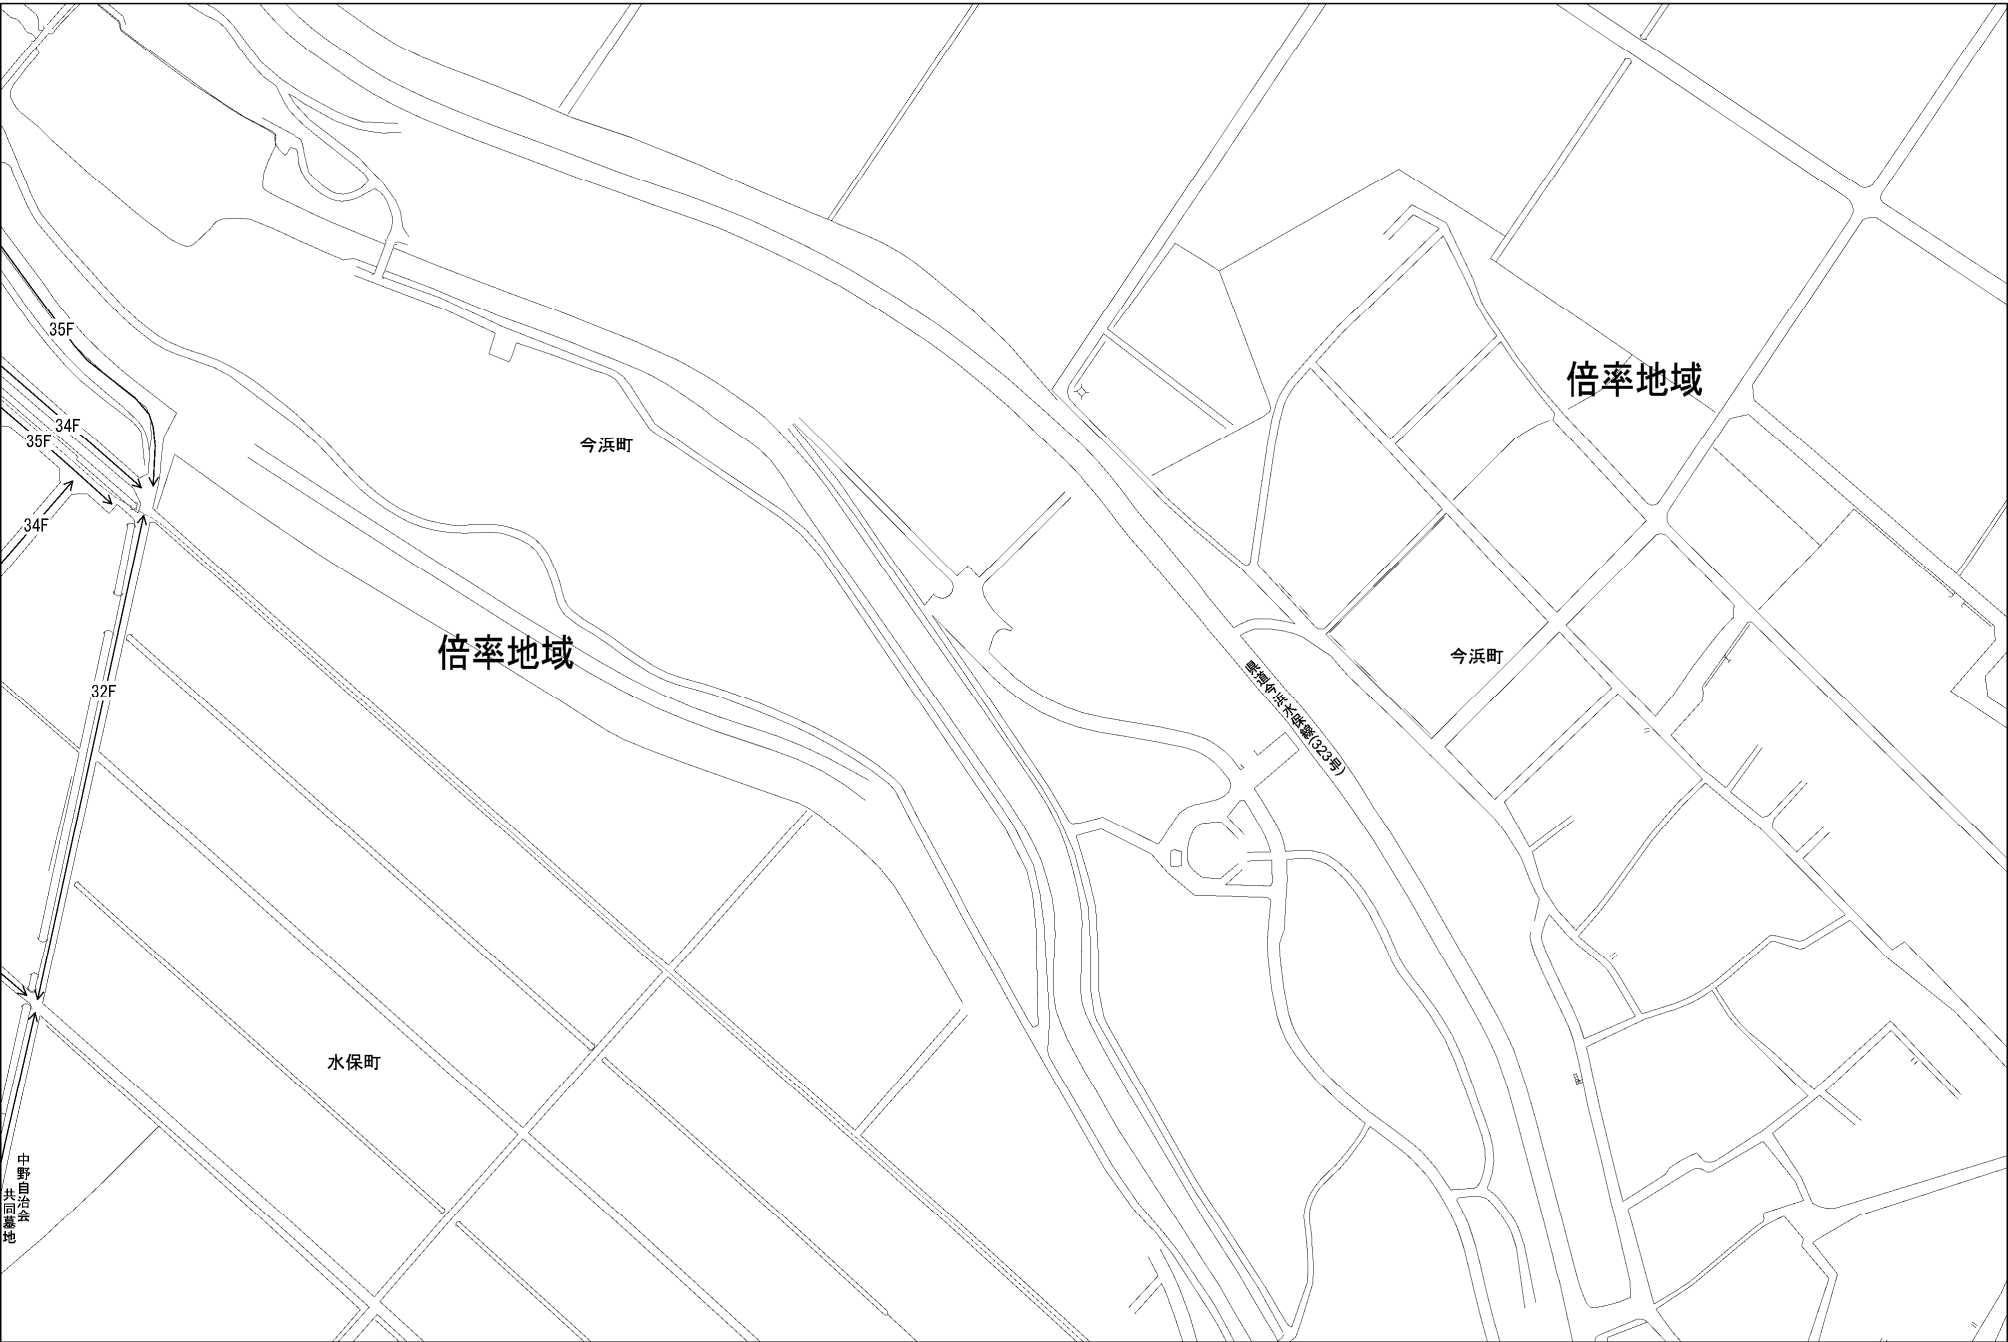 35F
倍率地域
34F
35F
今浜町
34F
倍率地域
今浜町
県道今浜水保線(323号)
32F
水保町
中野自治会
共同墓地